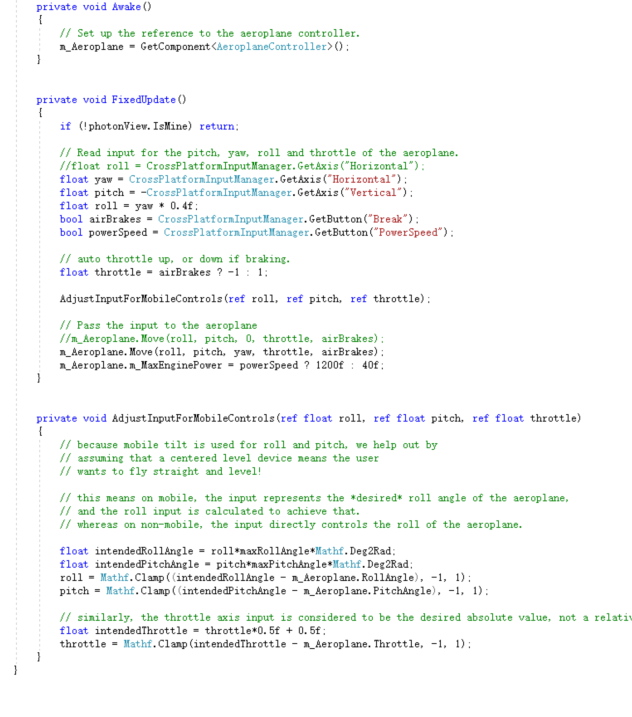 private void Awake()
{
// Set up the reference to the aeroplane controller.
m_Aeroplane = GetComponent<AeroplaneController>();
}
private void FixedUpdate()
{
if (!photonView.IsMine) return;
// Read input for the pitch, yaw, roll and throttle of the aeroplane.
//float roll = CrossPlatformInputManager.GetAxis("Horizontal");
float yaw = CrossPlatformInputManager.GetAxis("Horizontal");
float pitch = -CrossPlatformInputManager.GetAxis("Vertical");
float roll = yaw * 0.4f;
bool airBrakes = CrossPlatformInputManager.GetButton("Break");
bool powerSpeed = CrossPlatformInputManager.GetButton("PowerSpeed");
// auto throttle up, or down if braking.
float throttle = airBrakes ? -1 : 1;
AdjustInputForMobileControls(ref roll, ref pitch, ref throttle);
// Pass the input to the aeroplane
//m_Aeroplane.Move(roll, pitch, 0, throttle, airBrakes);
m_Aeroplane.Move(roll, pitch, yaw, throttle, airBrakes);
m_Aeroplane.m_MaxEnginePower = powerSpeed ? 1200f : 40f;
}
private void AdjustInputForMobileControls(ref float roll, ref float pitch, ref float throttle)
{
// because mobile tilt is used for roll and pitch, we help out by
// assuming that a centered level device means the user
// wants to fly straight and level!
// this means on mobile, the input represents the *desired* roll angle of the aeroplane,
// and the roll input is calculated to achieve that.
// whereas on non-mobile, the input directly controls the roll of the aeroplane.
float intendedRollAngle = roll*maxRollAngle*Mathf.Deg2Rad;
float intendedPitchAngle = pitch*maxPitchAngle*Mathf.Deg2Rad;
roll = Mathf.Clamp((intendedRollAngle - m_Aeroplane.RollAngle), -1, 1);
pitch = Mathf.Clamp((intendedPitchAngle - m_Aeroplane.PitchAngle), -1, 1);
// similarly, the throttle axis input is considered to be the desired absolute value, not a relativ
float intendedThrottle = throttle*0.5f + 0.5f;
throttle = Mathf.Clamp(intendedThrottle - m_Aeroplane.Throttle, -1, 1);
}
}